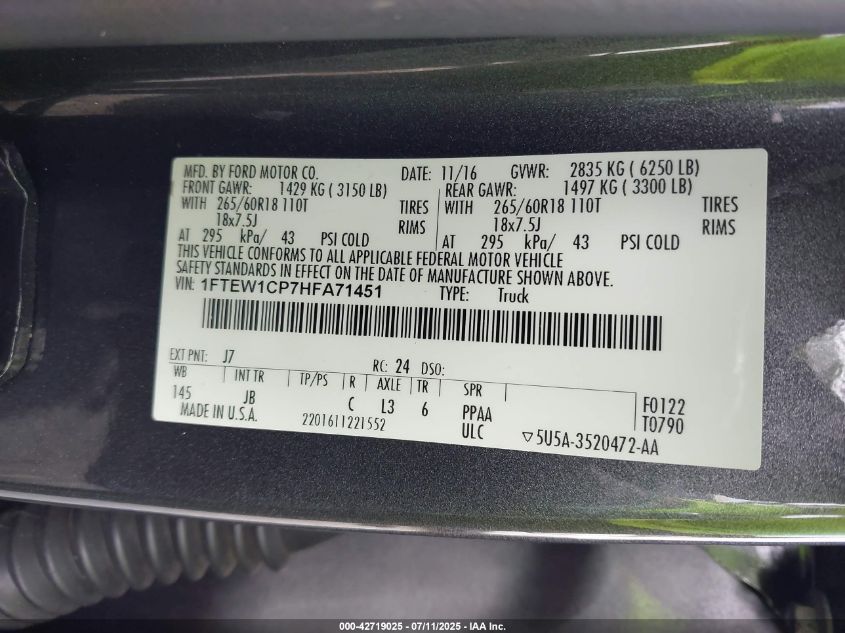 MFD. BY FORD MOTOR CO. DATE: 11/16 GVWR: 2835 KG ( 6250 LB)
FRONT GAWR: 1429 KG ( 3150 LB) REAR GAWR: 1497 KG ( 3300 LB)
WITH 265/60R18 110T TIRES WITH 265/60R18 110T TIRES
18x7.5J RIMS 18x7.5J RIMS
AT 295 kPa/ 43 PSI COLD AT 295 kPa/ 43 PSI COLD
THIS VEHICLE CONFORMS TO ALL APPLICABLE FEDERAL MOTOR VEHICLE
SAFETY STANDARDS IN EFFECT ON THE DATE OF MANUFACTURE SHOWN ABOVE.
VIN: 1FTEW1CP7HFA71451 TYPE: Truck
EXT PNT: J7 RC: 24 DSO:
WB INT TR TP/PS R AXLE TR SPR
145 JB C L3 6 PPAA F0122
MADE IN U.S.A. 2201611221552 ULC ▽5U5A-3520472-AA T0790
000-42719025 - 07/11/2025 - IAA Inc.